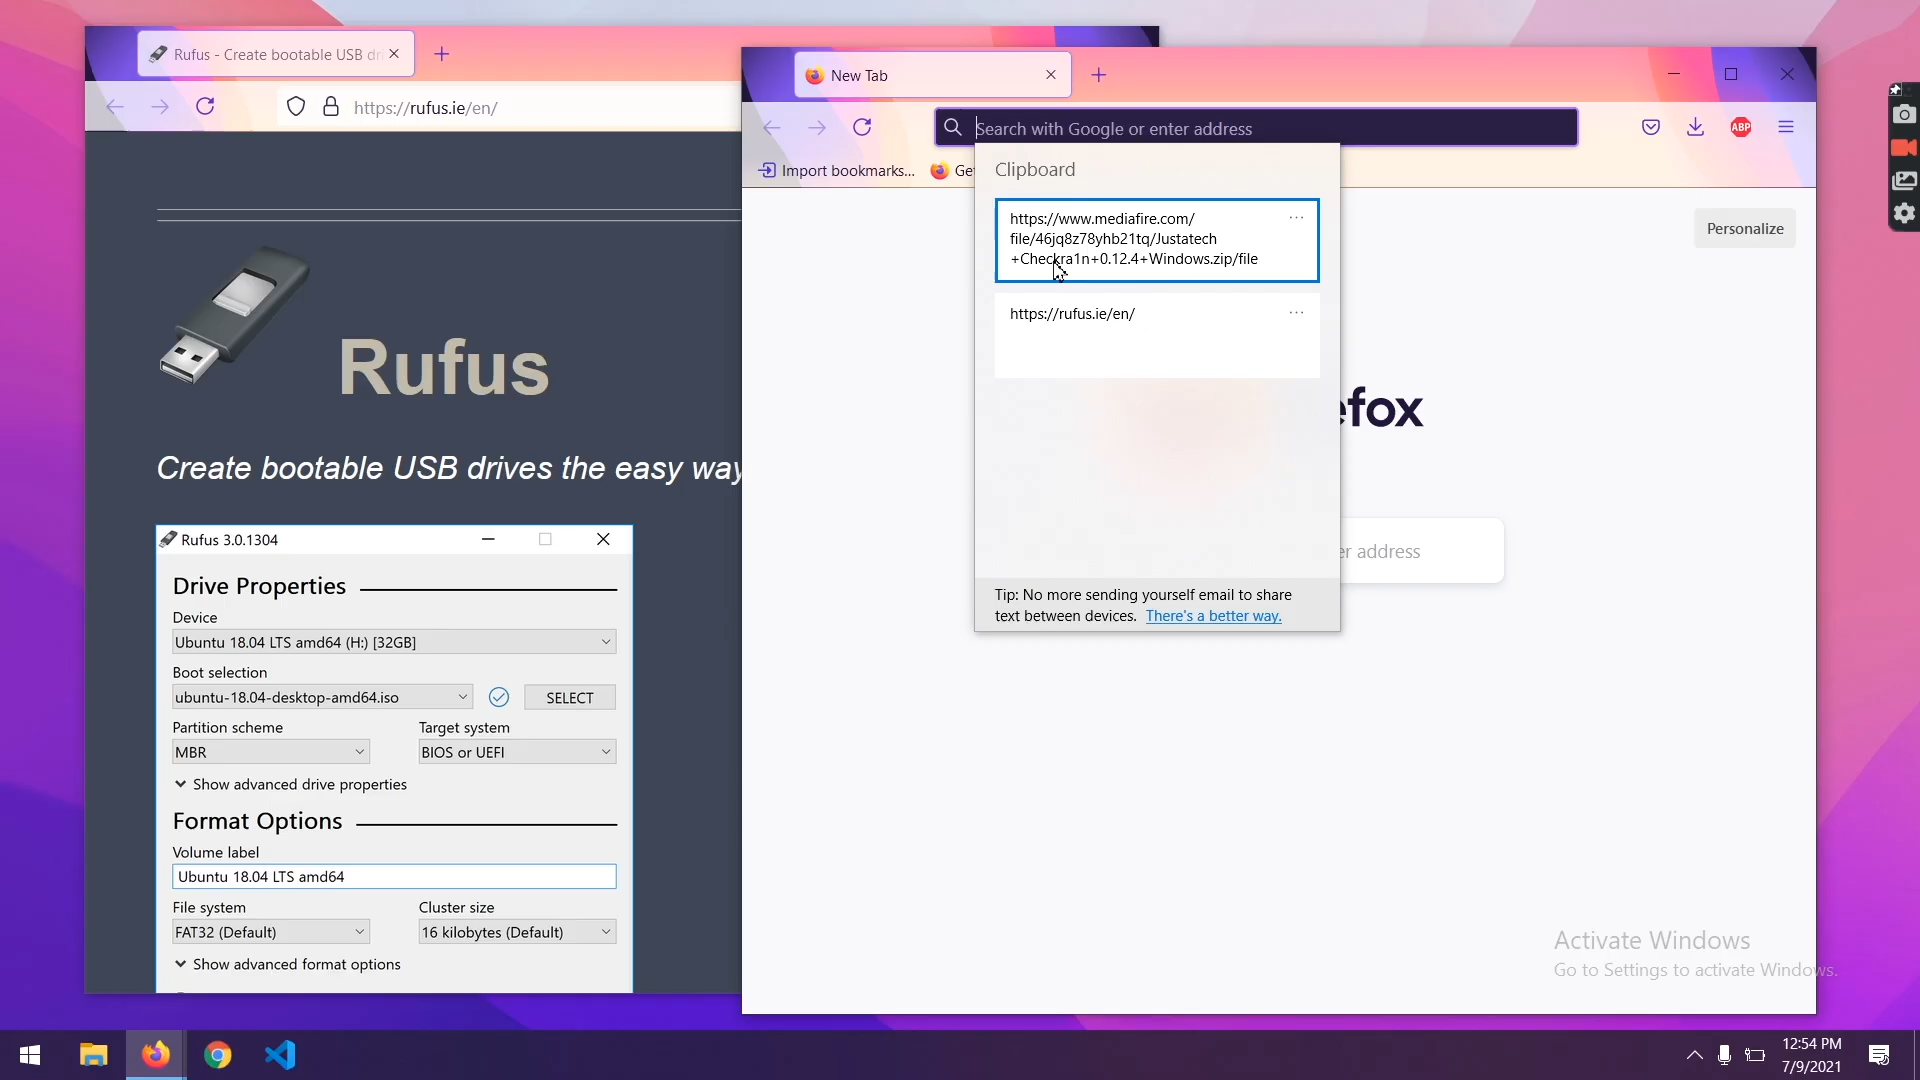 Rufus - Create bootable USB dri
https://rufus.ie/en/
Rufus
Create bootable USB drives the easy way
Rufus 3.0.1304
Drive Properties
Device
Ubuntu 18.04 LTS amd64 (H:) [32GB]
Boot selection
ubuntu-18.04-desktop-amd64.iso
SELECT
Partition scheme
Target system
MBR
BIOS or UEFI
Show advanced drive properties
Format Options
Volume label
Ubuntu 18.04 LTS amd64
File system
Cluster size
FAT32 (Default)
16 kilobytes (Default)
Show advanced format options
New Tab
Search with Google or enter address
ABP
Import bookmarks...
Ge
Personalize
Clipboard
https://www.mediafire.com/
file/46jq8z78yhb21tq/Justatech
+Checkra1n+0.12.4+Windows.zip/file
https://rufus.ie/en/
Tip: No more sending yourself email to share
text between devices. There's a better way.
efox
er address
Activate Windows
Go to Settings to activate Windows.
12:54 PM
7/9/2021